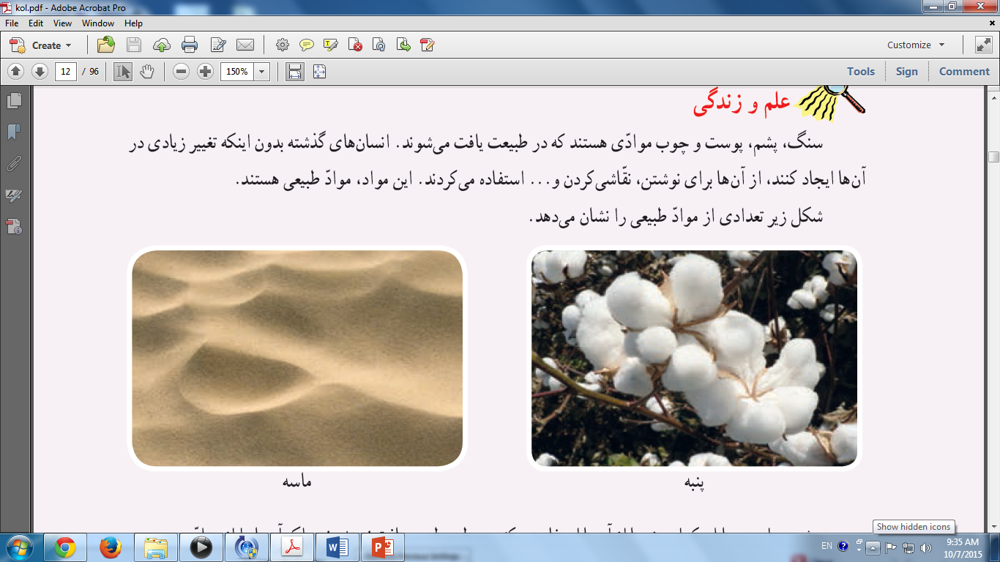 kol.pdf - Adobe Acrobat Pro
File Edit View Window Help
Create
Customize
12 / 96
150%
Tools Sign Comment
علم و زندگی
سنگ، پشم، پوست و چوب موادّی هستند که در طبیعت یافت می‌شوند. انسان‌های گذشته بدون اینکه تغییر زیادی در
آن‌ها ایجاد کنند، از آن‌ها برای نوشتن، نقّاشی‌کردن و... استفاده می‌کردند. این مواد، موادّ طبیعی هستند.
شکل زیر تعدادی از موادّ طبیعی را نشان می‌دهد.
پنبه
ماسه
Show hidden icons
EN
9:35 AM
10/7/2015